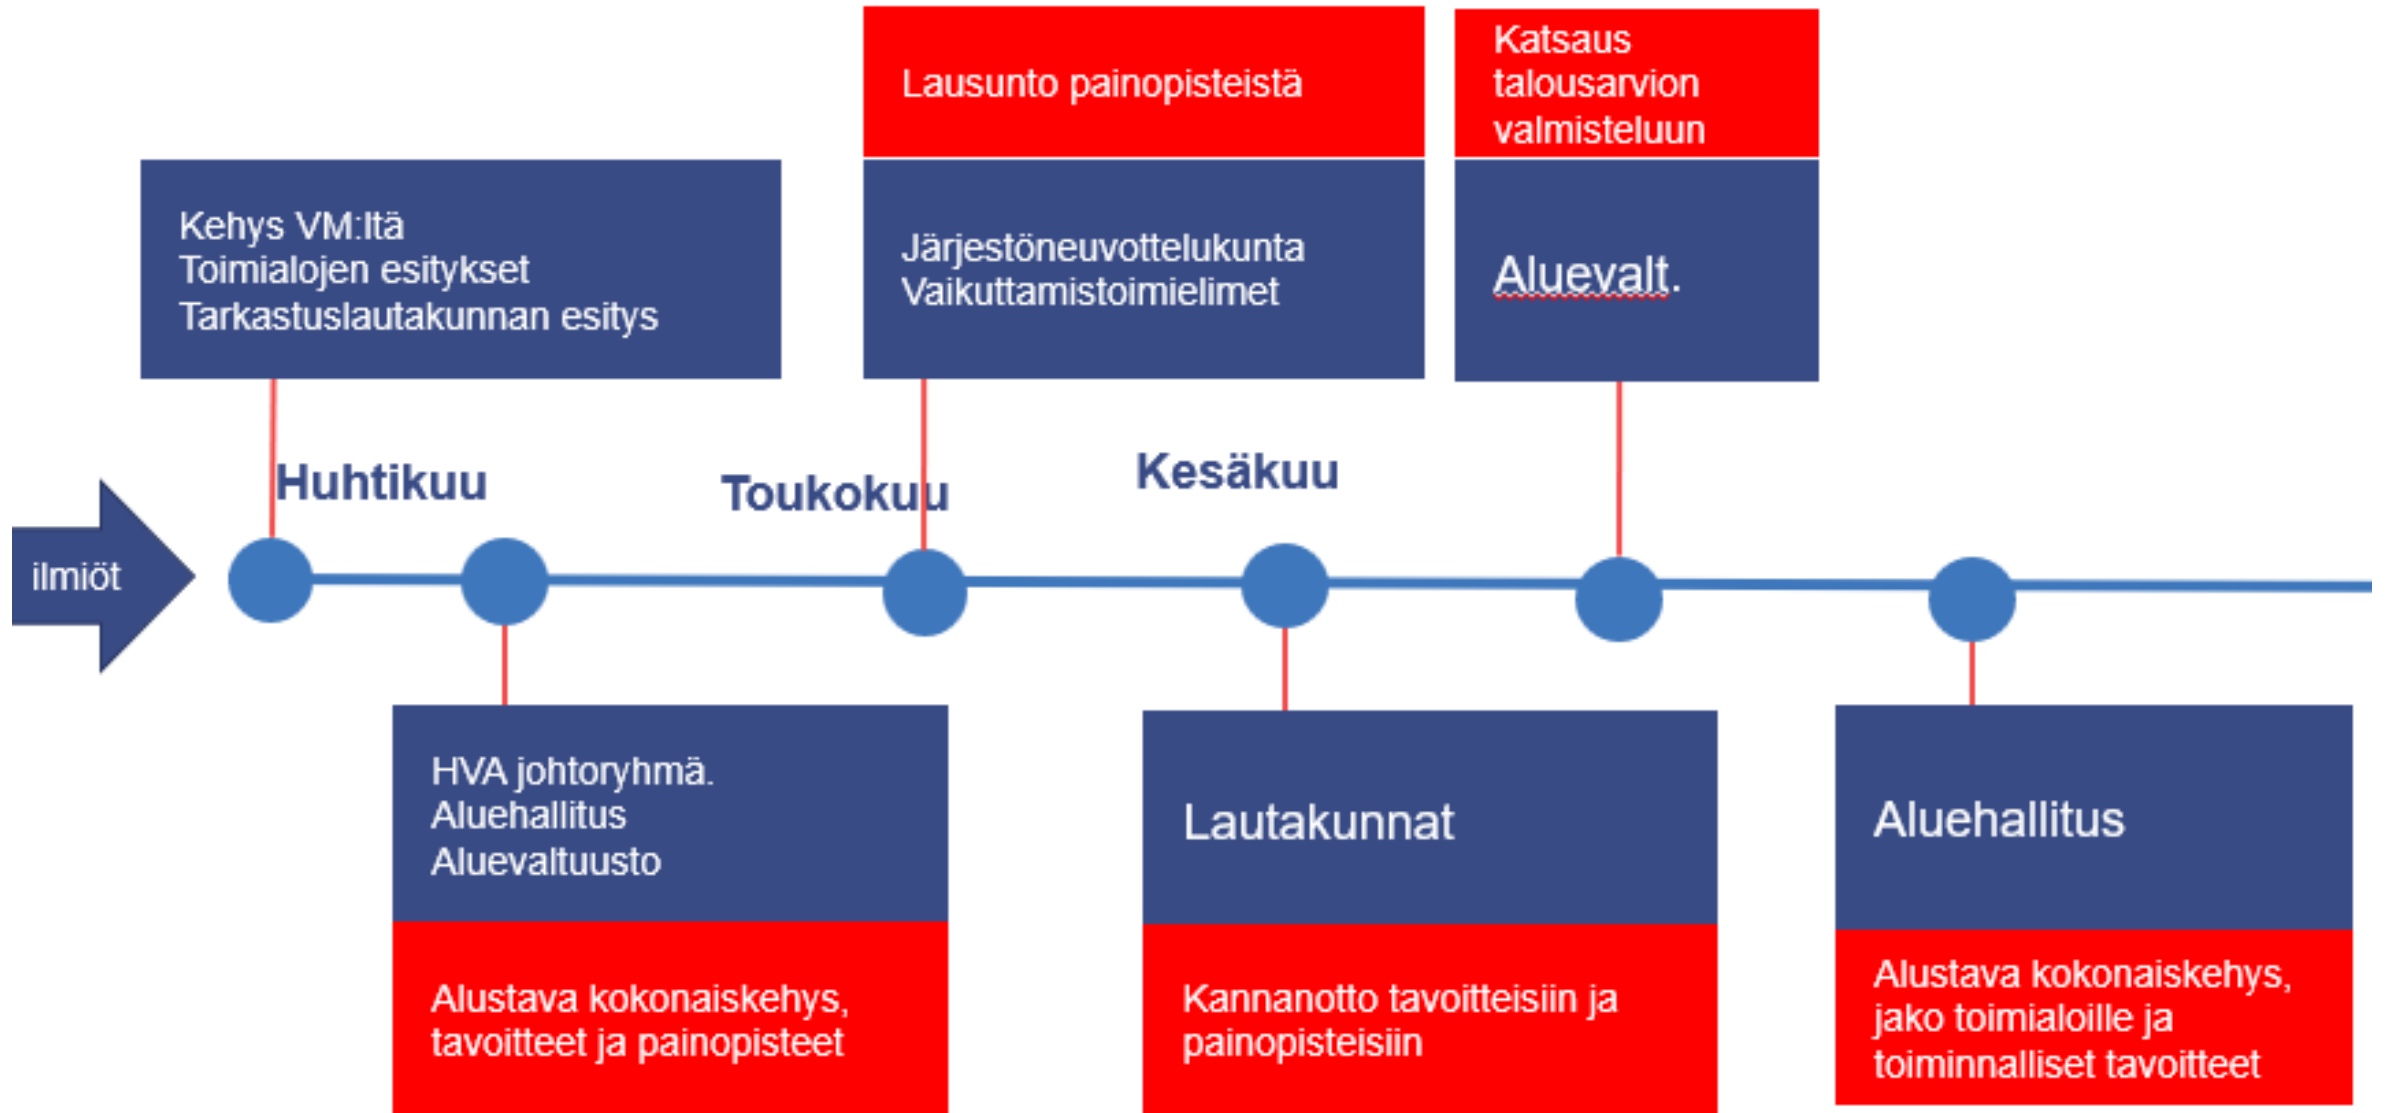 Lausunto painopisteistä
Katsaus
talousarvion
valmisteluun
Kehys VM:ltä
Toimialojen esitykset
Tarkastuslautakunnan esitys
Järjestöneuvottelukunta
Vaikuttamistoimielimet
Aluevalt.
Huhtikuu
Toukokuu
Kesäkuu
ilmiöt
HVA johtoryhmä.
Aluehallitus
Aluevaltuusto
Alustava kokonaiskehys,
tavoitteet ja painopisteet
Lautakunnat
Kannanotto tavoitteisiin ja
painopisteisiin
Aluehallitus
Alustava kokonaiskehys,
jako toimialoille ja
toiminnalliset tavoitteet